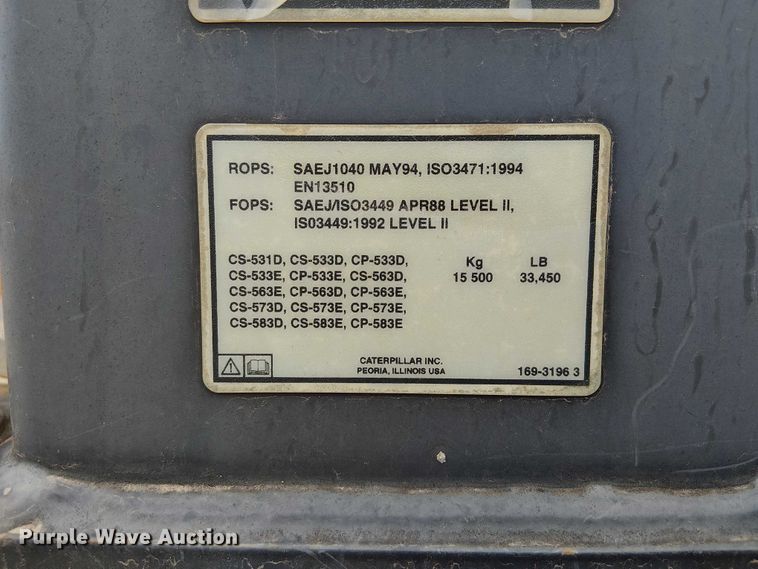 ROPS: SAEJ1040 MAY94, ISO3471:1994
EN13510
FOPS: SAEJ/ISO3449 APR88 LEVEL II,
IS03449:1992 LEVEL II
CS-531D, CS-533D, CP-533D, Kg LB
CS-533E, CP-533E, CS-563D, 15 500 33,450
CS-563E, CP-563D, CP-563E,
CS-573D, CS-573E, CP-573E,
CS-583D, CS-583E, CP-583E
CATERPILLAR INC.
PEORIA, ILLINOIS USA 169-3196 3
Purple Wave Auction